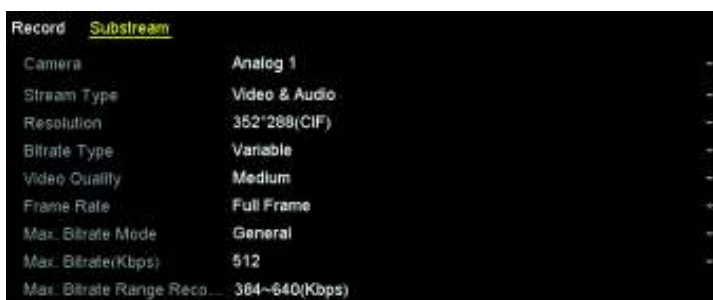 Record Substream
Camera Analog 1
Stream Type Video & Audio
Resolution 352*288(CIF)
Bitrate Type Variable
Video Quality Medium
Frame Rate Full Frame
Max. Bitrate Mode General
Max. Bitrate(Kbps) 512
Max. Bitrate Range Reco... 384~640(Kbps)